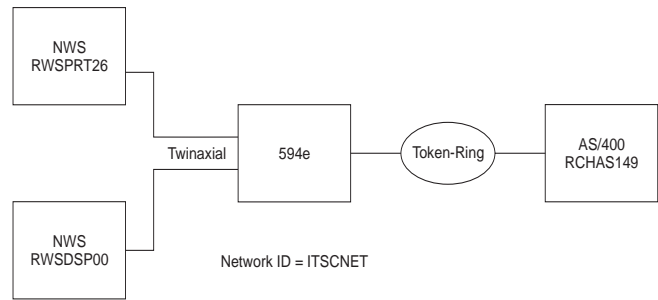 NWS
RWSPRT26
Twinaxial
594e
Token-Ring
AS/400
RCHAS149
NWS
RWSDSP00
Network ID = ITSCNET